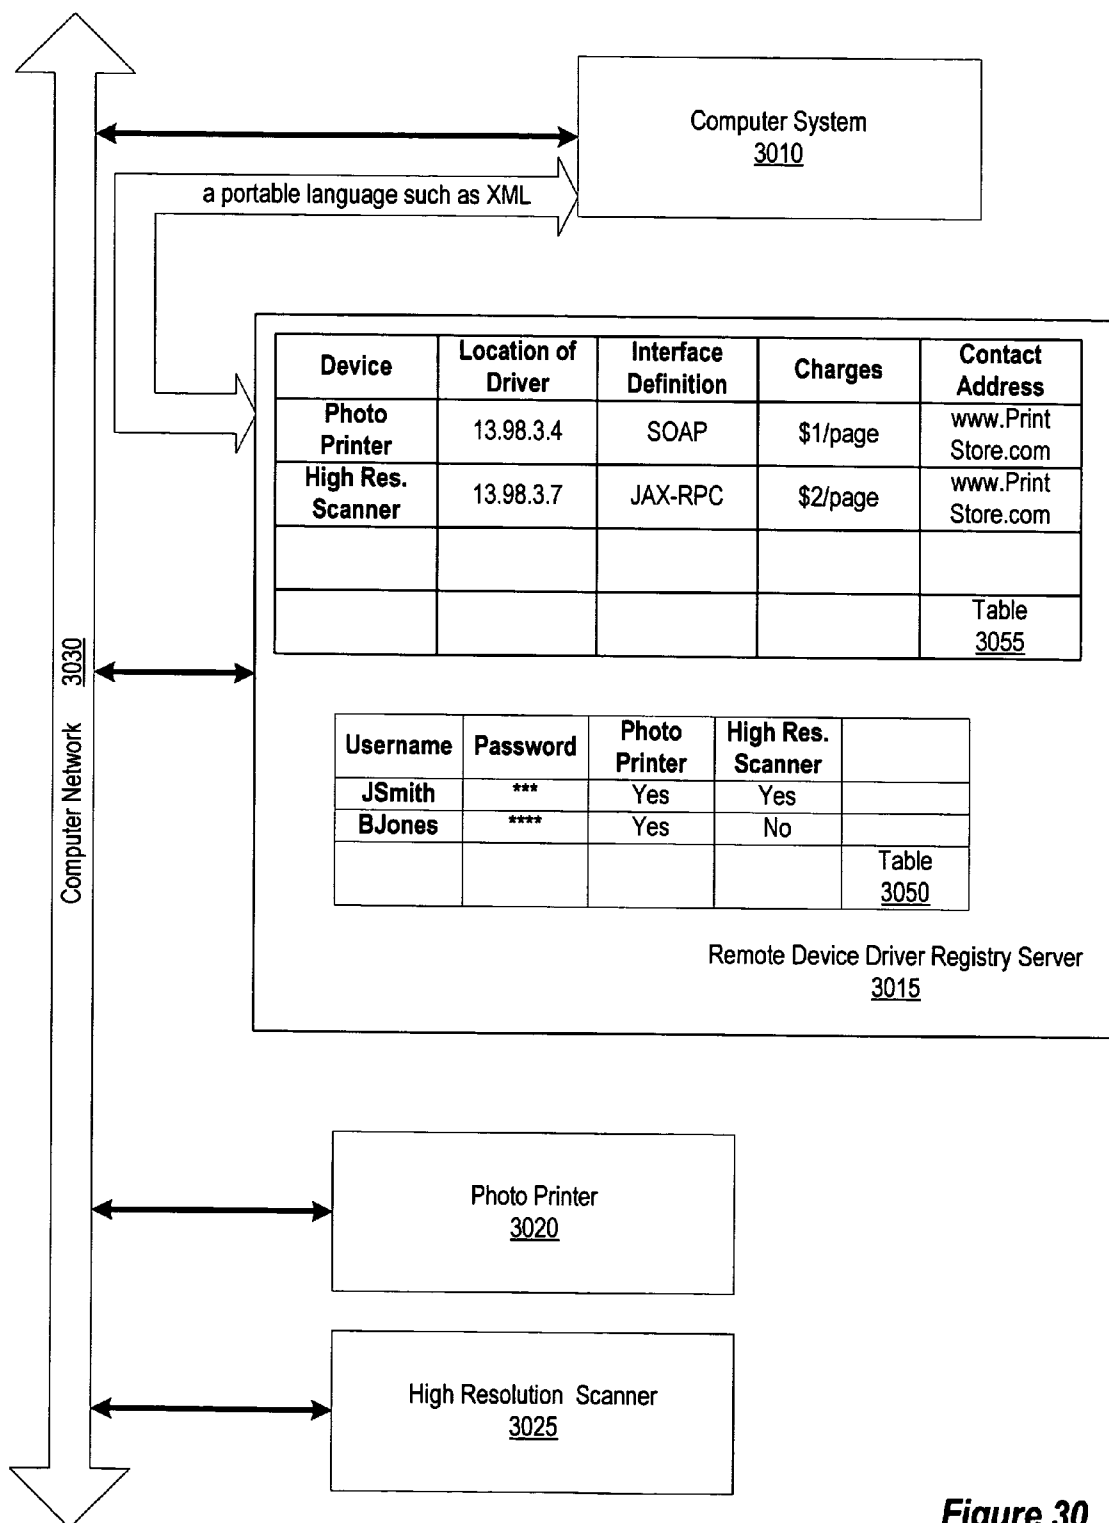 Computer System
3010
a portable language such as XML
Device
Location of
Driver
Interface
Definition
Charges
Contact
Address
Photo
Printer
13.98.3.4
SOAP
$1/page
www.Print
Store.com
High Res.
Scanner
13.98.3.7
JAX-RPC
$2/page
www.Print
Store.com
Table
3055
Computer Network 3030
Username
Password
Photo
Printer
High Res.
Scanner
JSmith
***
Yes
Yes
BJones
****
Yes
No
Table
3050
Remote Device Driver Registry Server
3015
Photo Printer
3020
High Resolution Scanner
3025
Figure 30